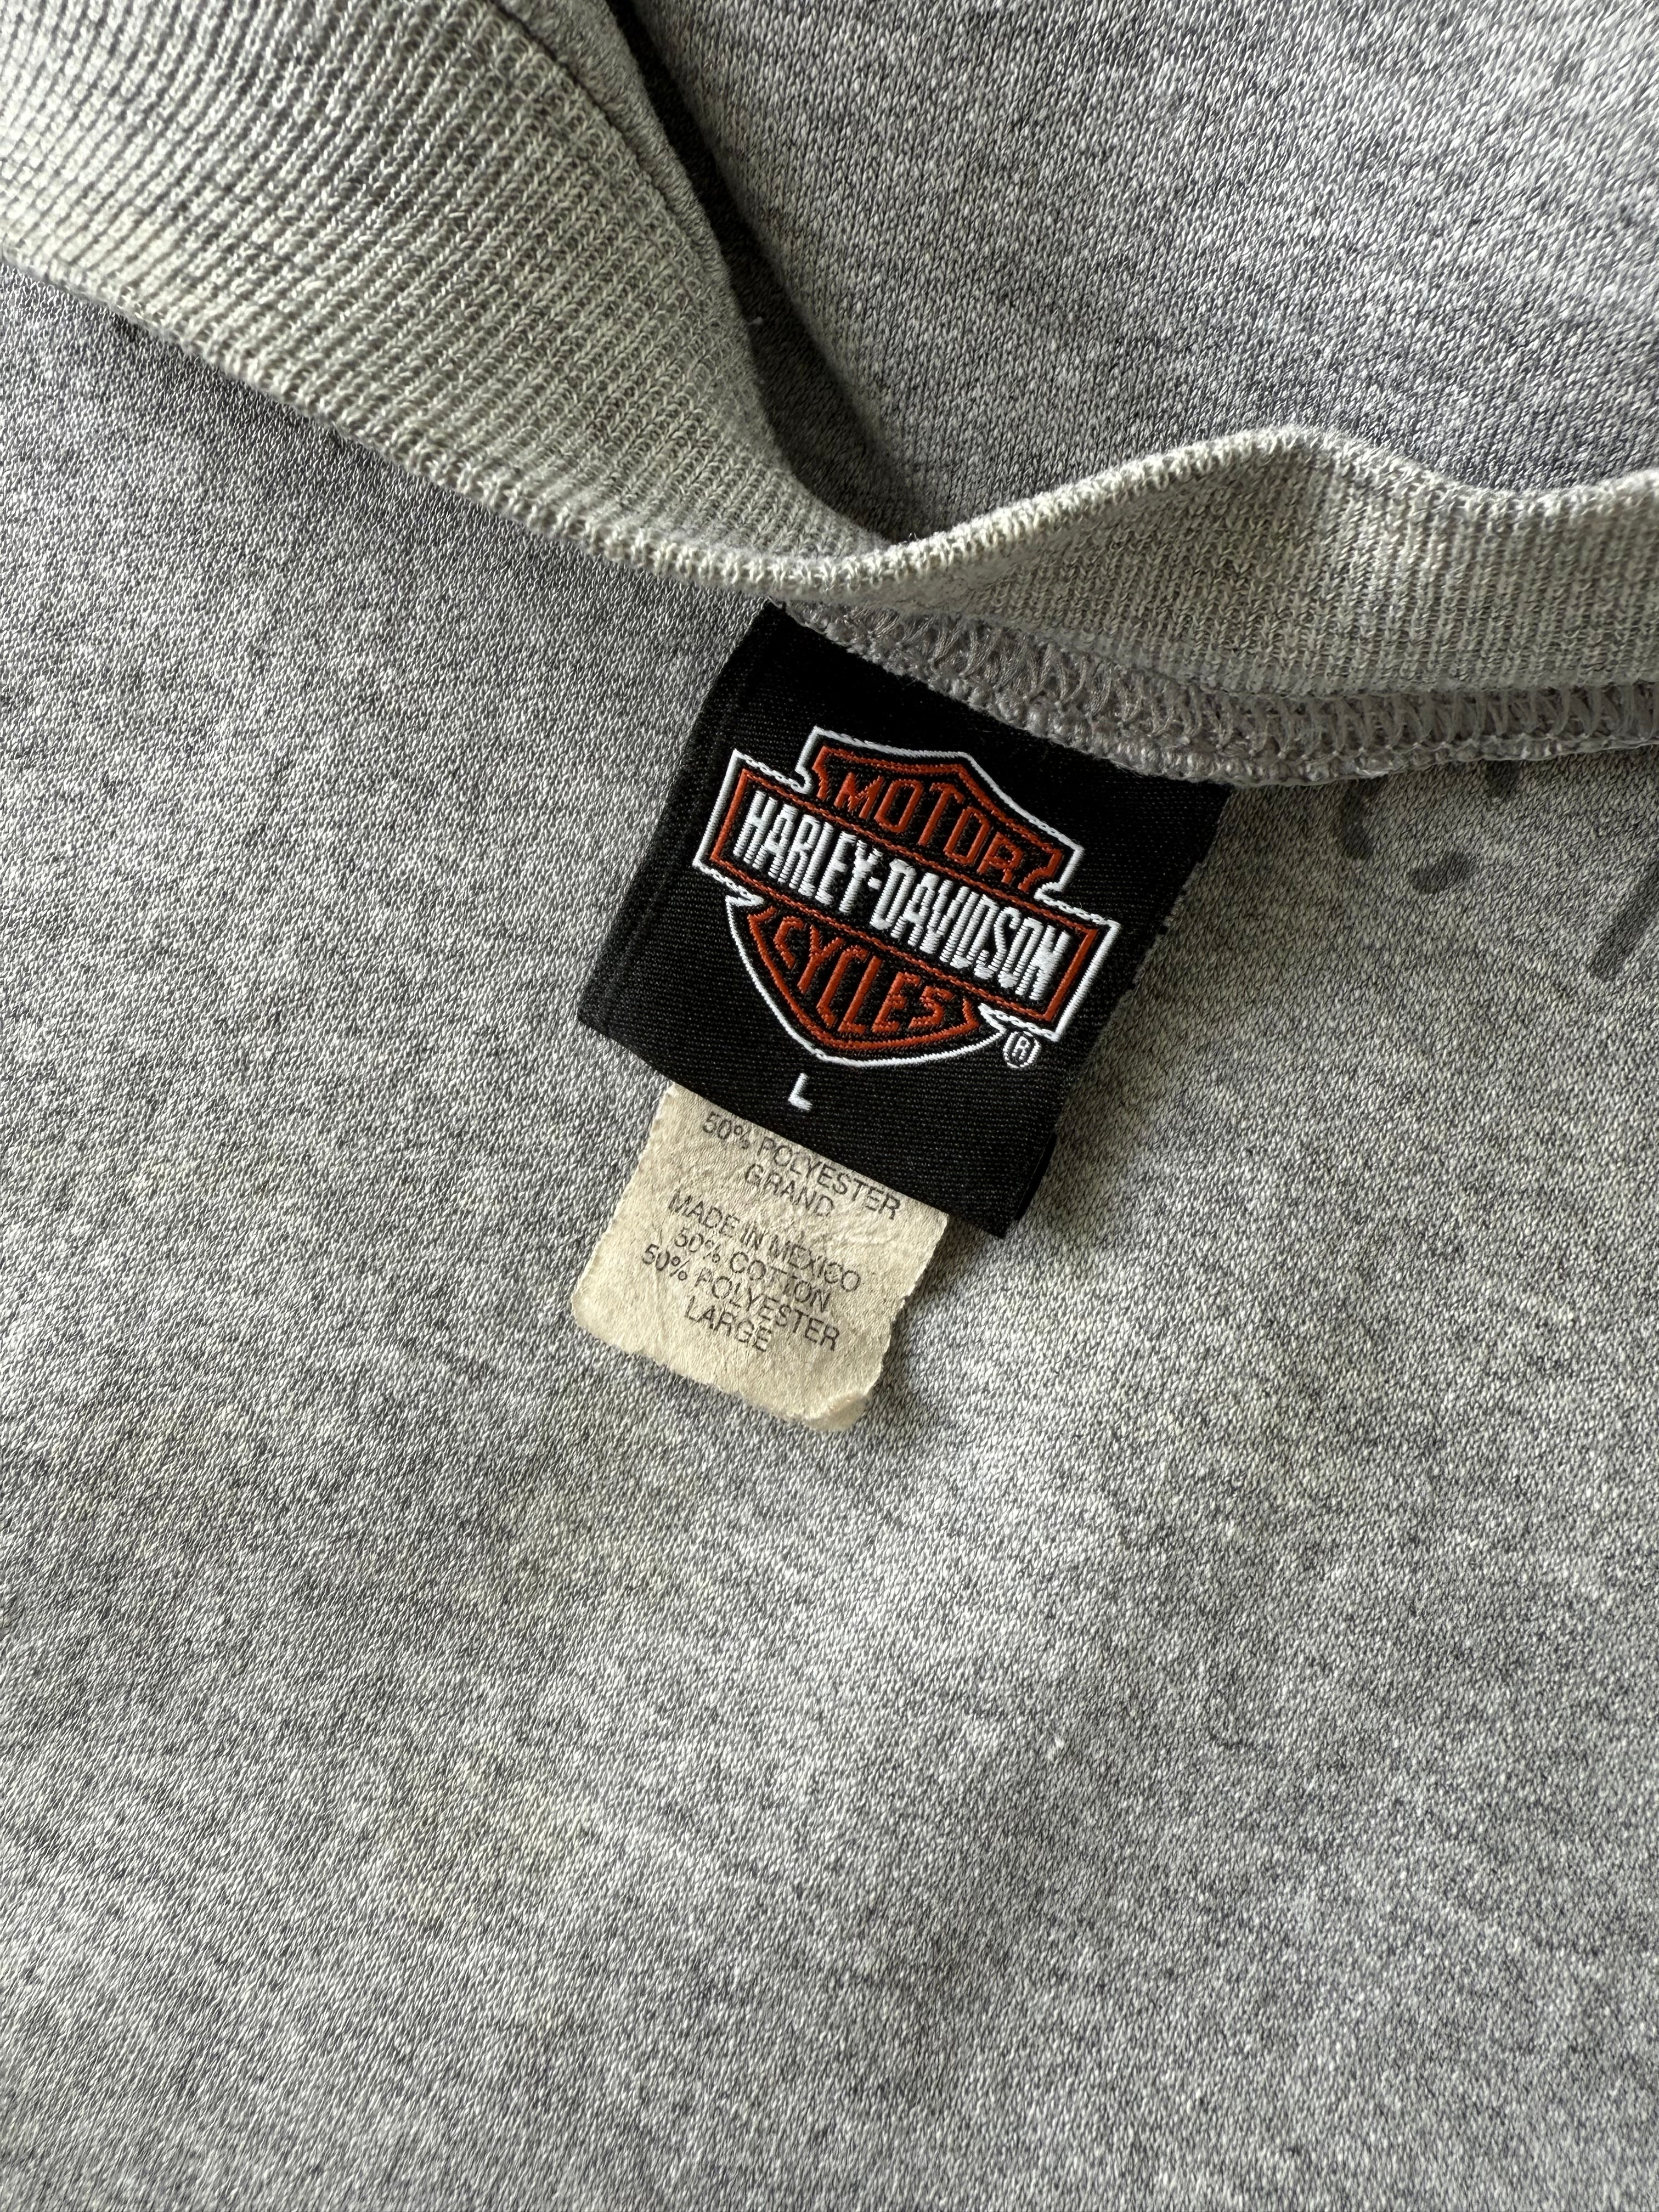 MOTOR
HARLEY-DAVIDSON
CYCLES
®
L
50% POLYESTER
GRAND
MADE IN MEXICO
50% COTTON
50% POLYESTER
LARGE